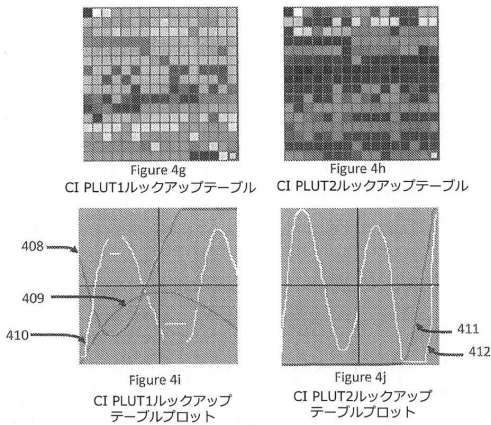 Figure 4g
CI PLUT1ルックアップテーブル
Figure 4h
CI PLUT2ルックアップテーブル
408
409
410
Figure 4i
CI PLUT1ルックアップ
テーブルプロット
411
412
Figure 4j
CI PLUT2ルックアップ
テーブルプロット